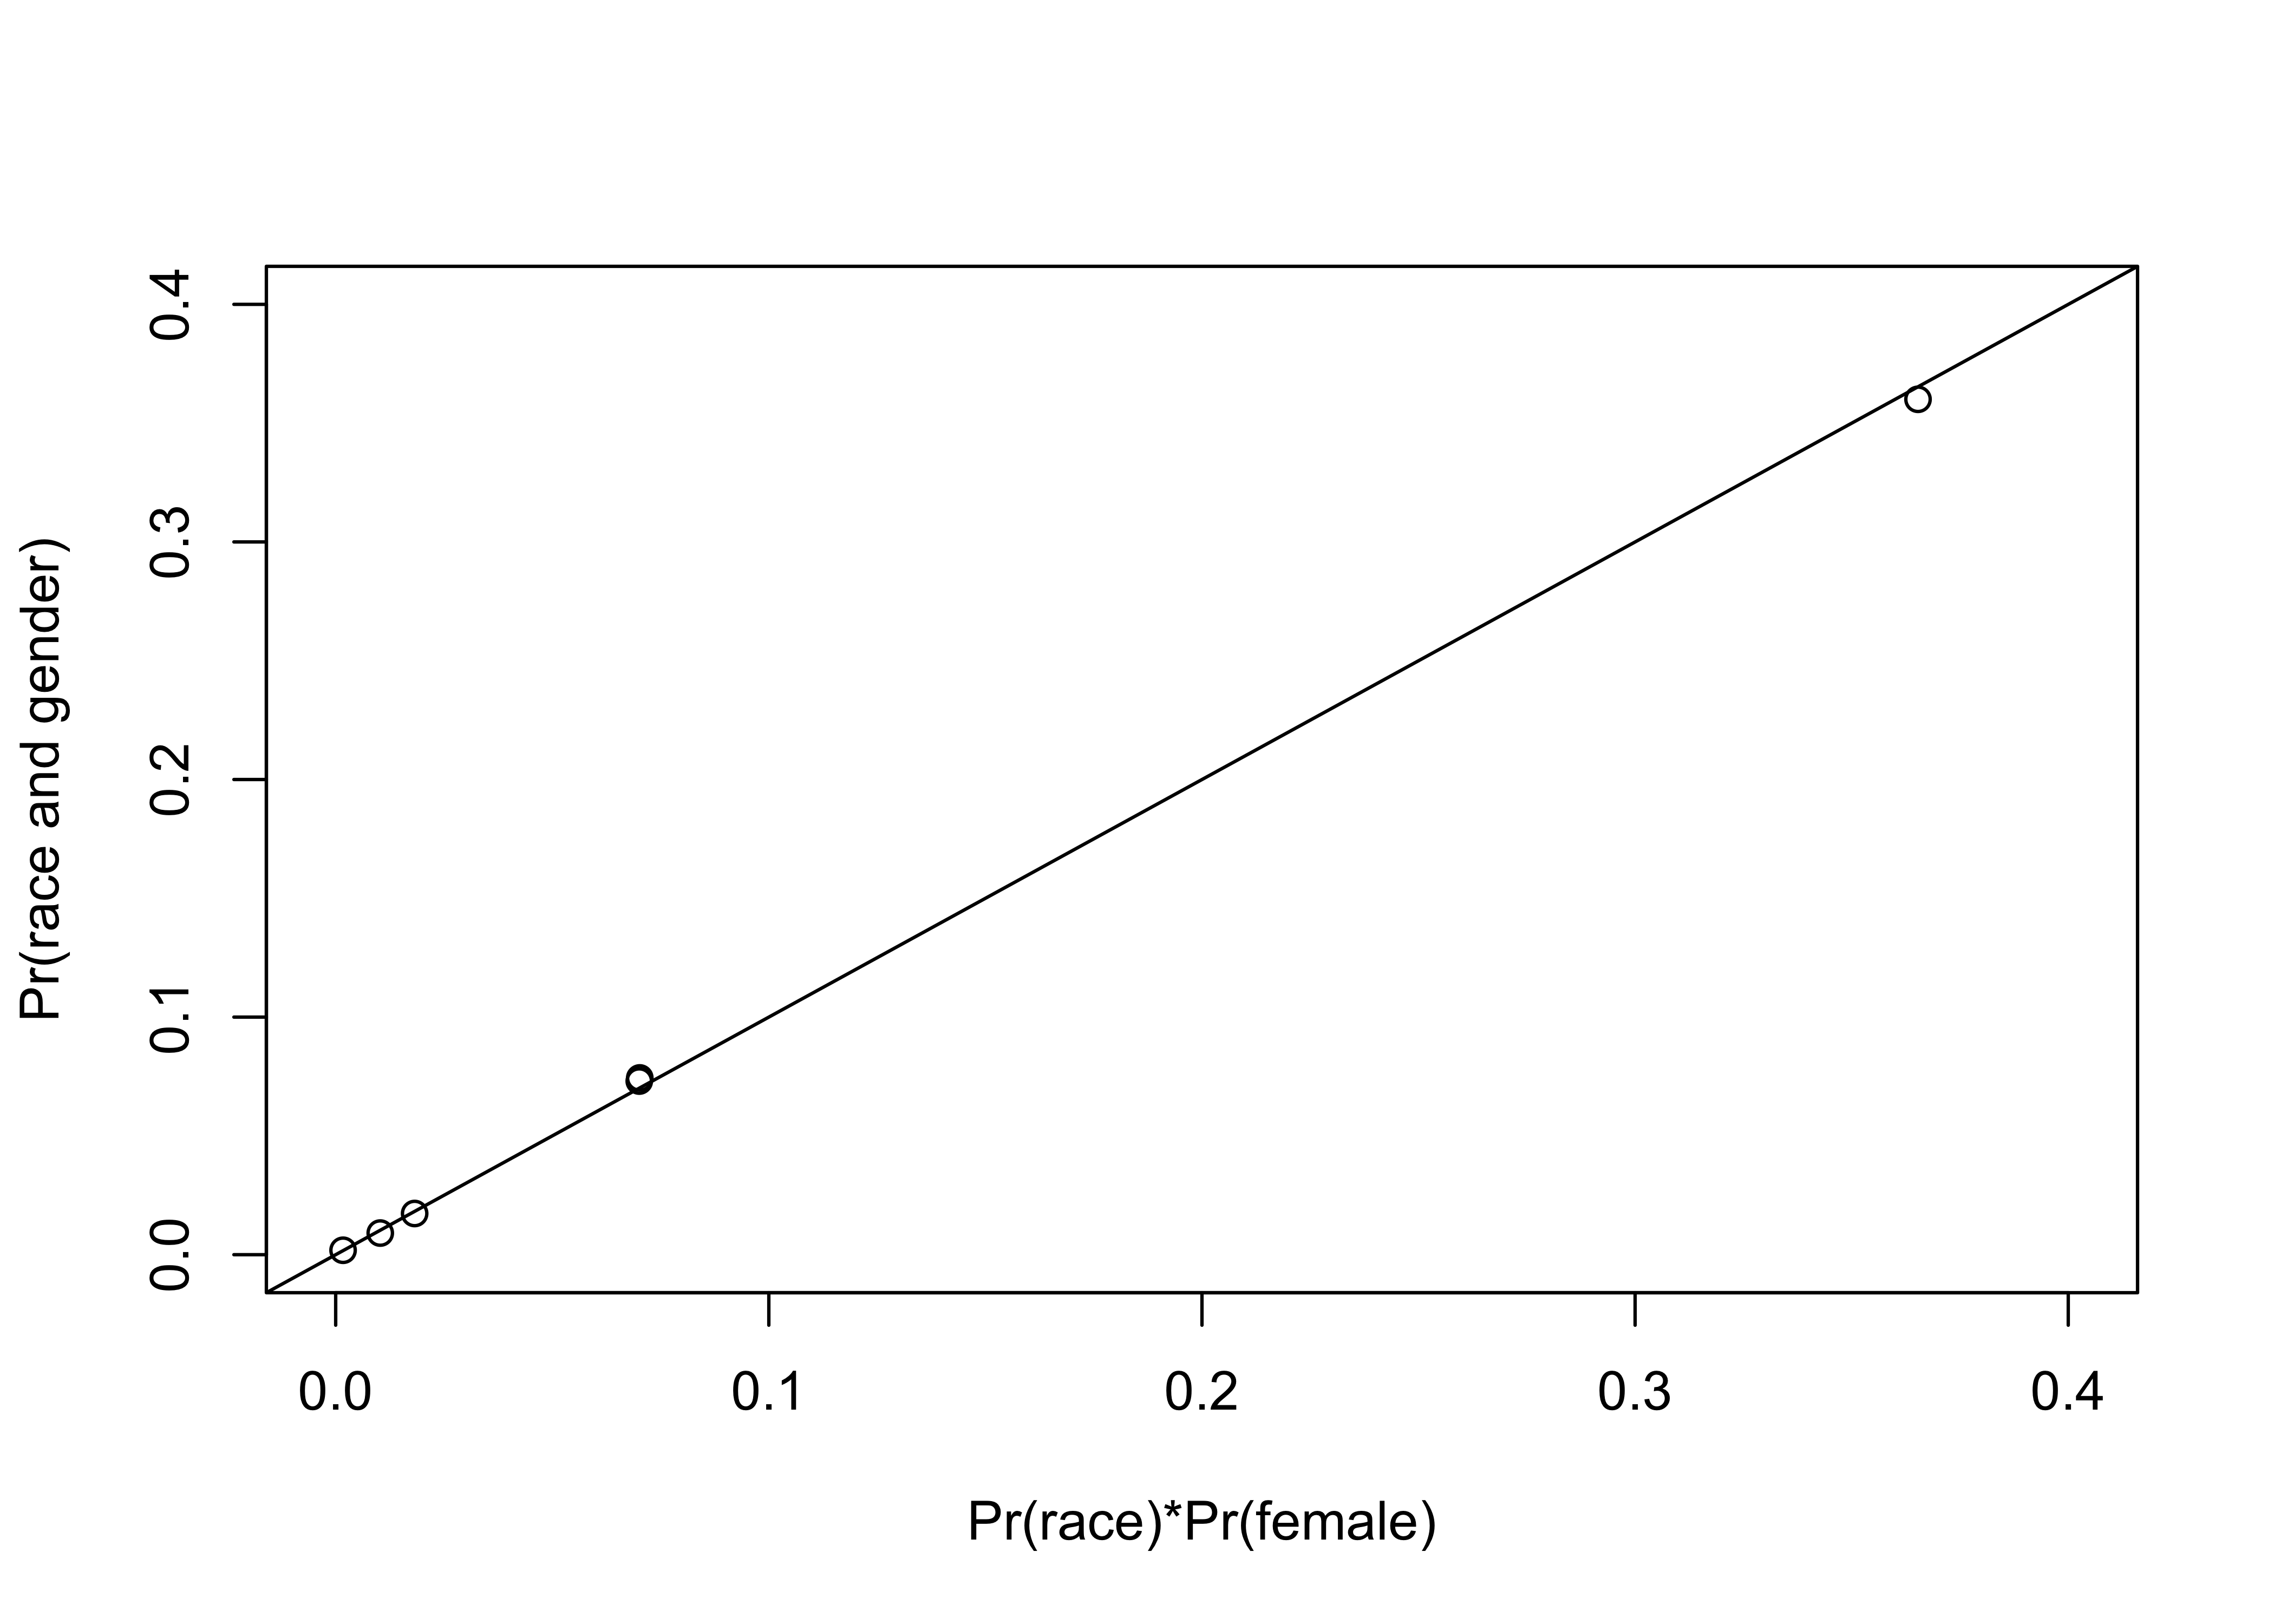 Pr(race and gender)
0.4
0.3
0.2
0.1
0.0
0.0 0.1 0.2 0.3 0.4
Pr(race)*Pr(female)